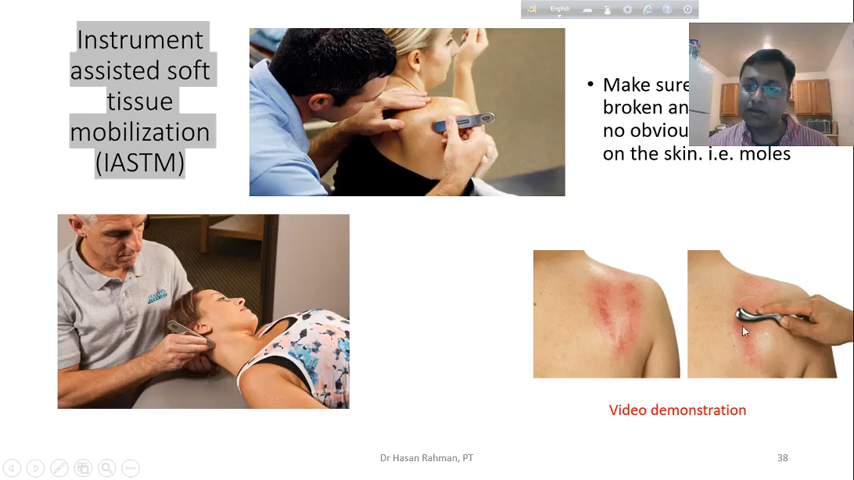 English
Instrument
assisted soft
tissue
mobilization
(IASTM)
• Make sure
broken an
no obviou
on the skin. i.e. moles
Video demonstration
Dr Hasan Rahman, PT
38